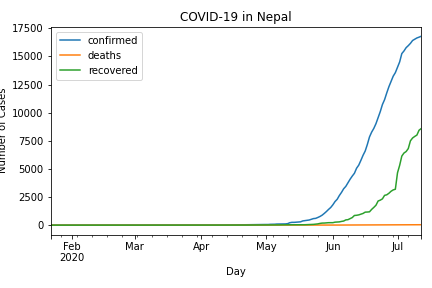 COVID-19 in Nepal
17500
15000
12500
10000
7500
5000
2500
0
Number of Cases
confirmed
deaths
recovered
Feb
2020
Mar
Apr
May
Jun
Jul
Day